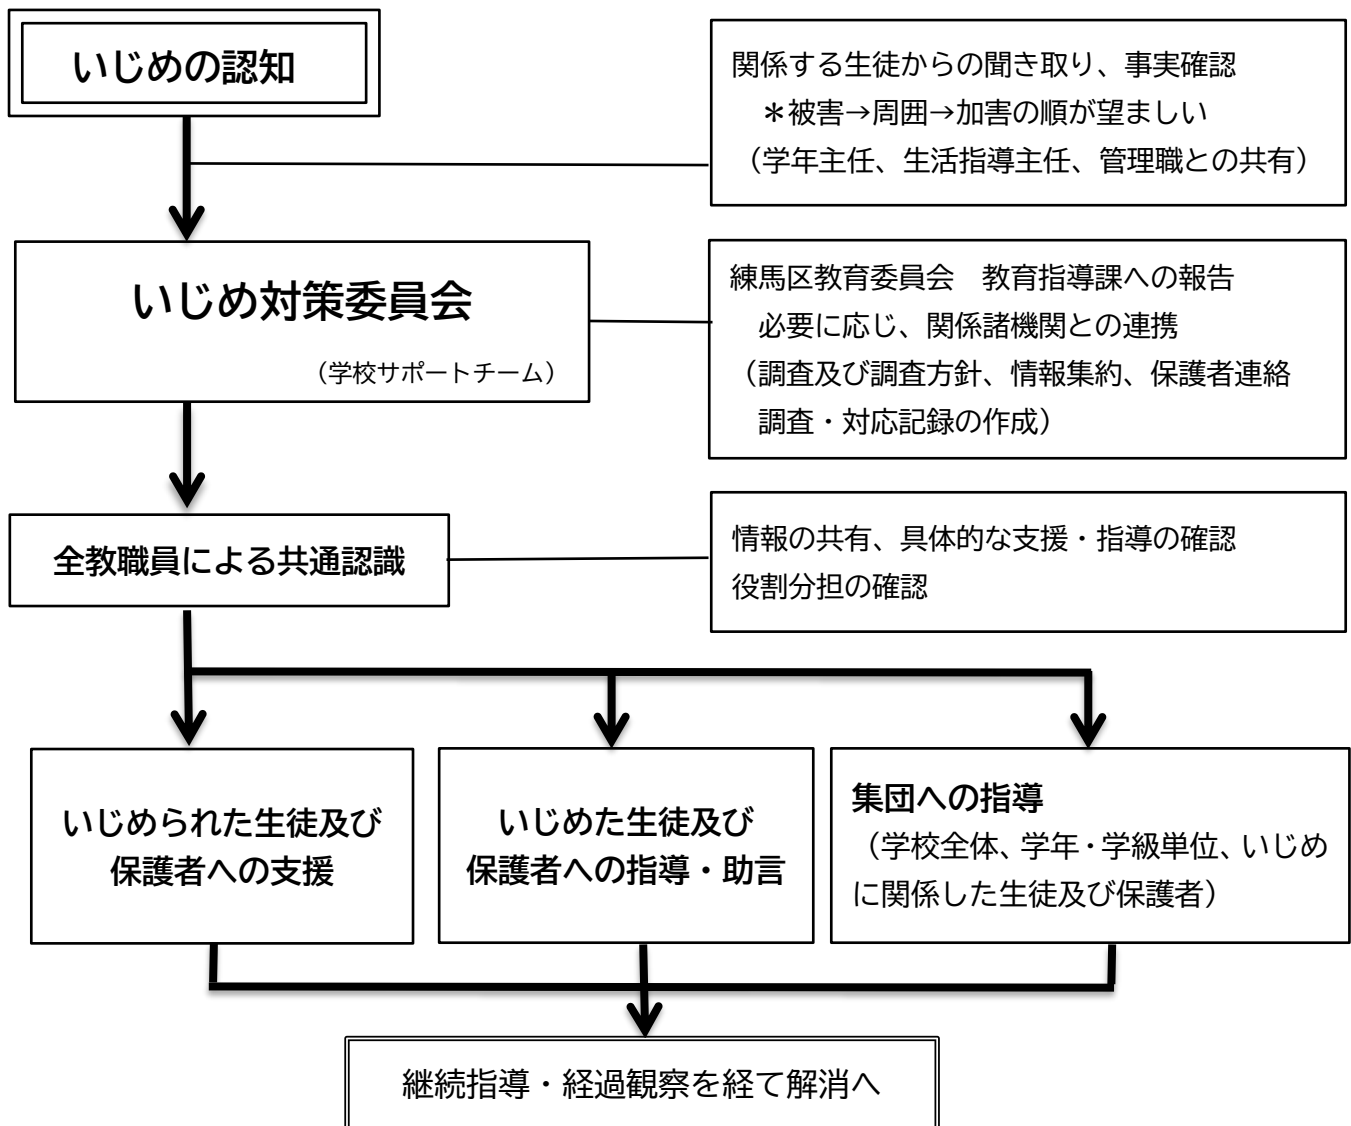 いじめの認知
関係する生徒からの聞き取り、事実確認
＊被害→周囲→加害の順が望ましい
（学年主任、生活指導主任、管理職との共有）
いじめ対策委員会
（学校サポートチーム）
練馬区教育委員会　教育指導課への報告
必要に応じ、関係諸機関との連携
（調査及び調査方針、情報集約、保護者連絡
調査・対応記録の作成）
全教職員による共通認識
情報の共有、具体的な支援・指導の確認
役割分担の確認
いじめられた生徒及び
保護者への支援
いじめた生徒及び
保護者への指導・助言
集団への指導
（学校全体、学年・学級単位、いじめ
に関係した生徒及び保護者）
継続指導・経過観察を経て解消へ